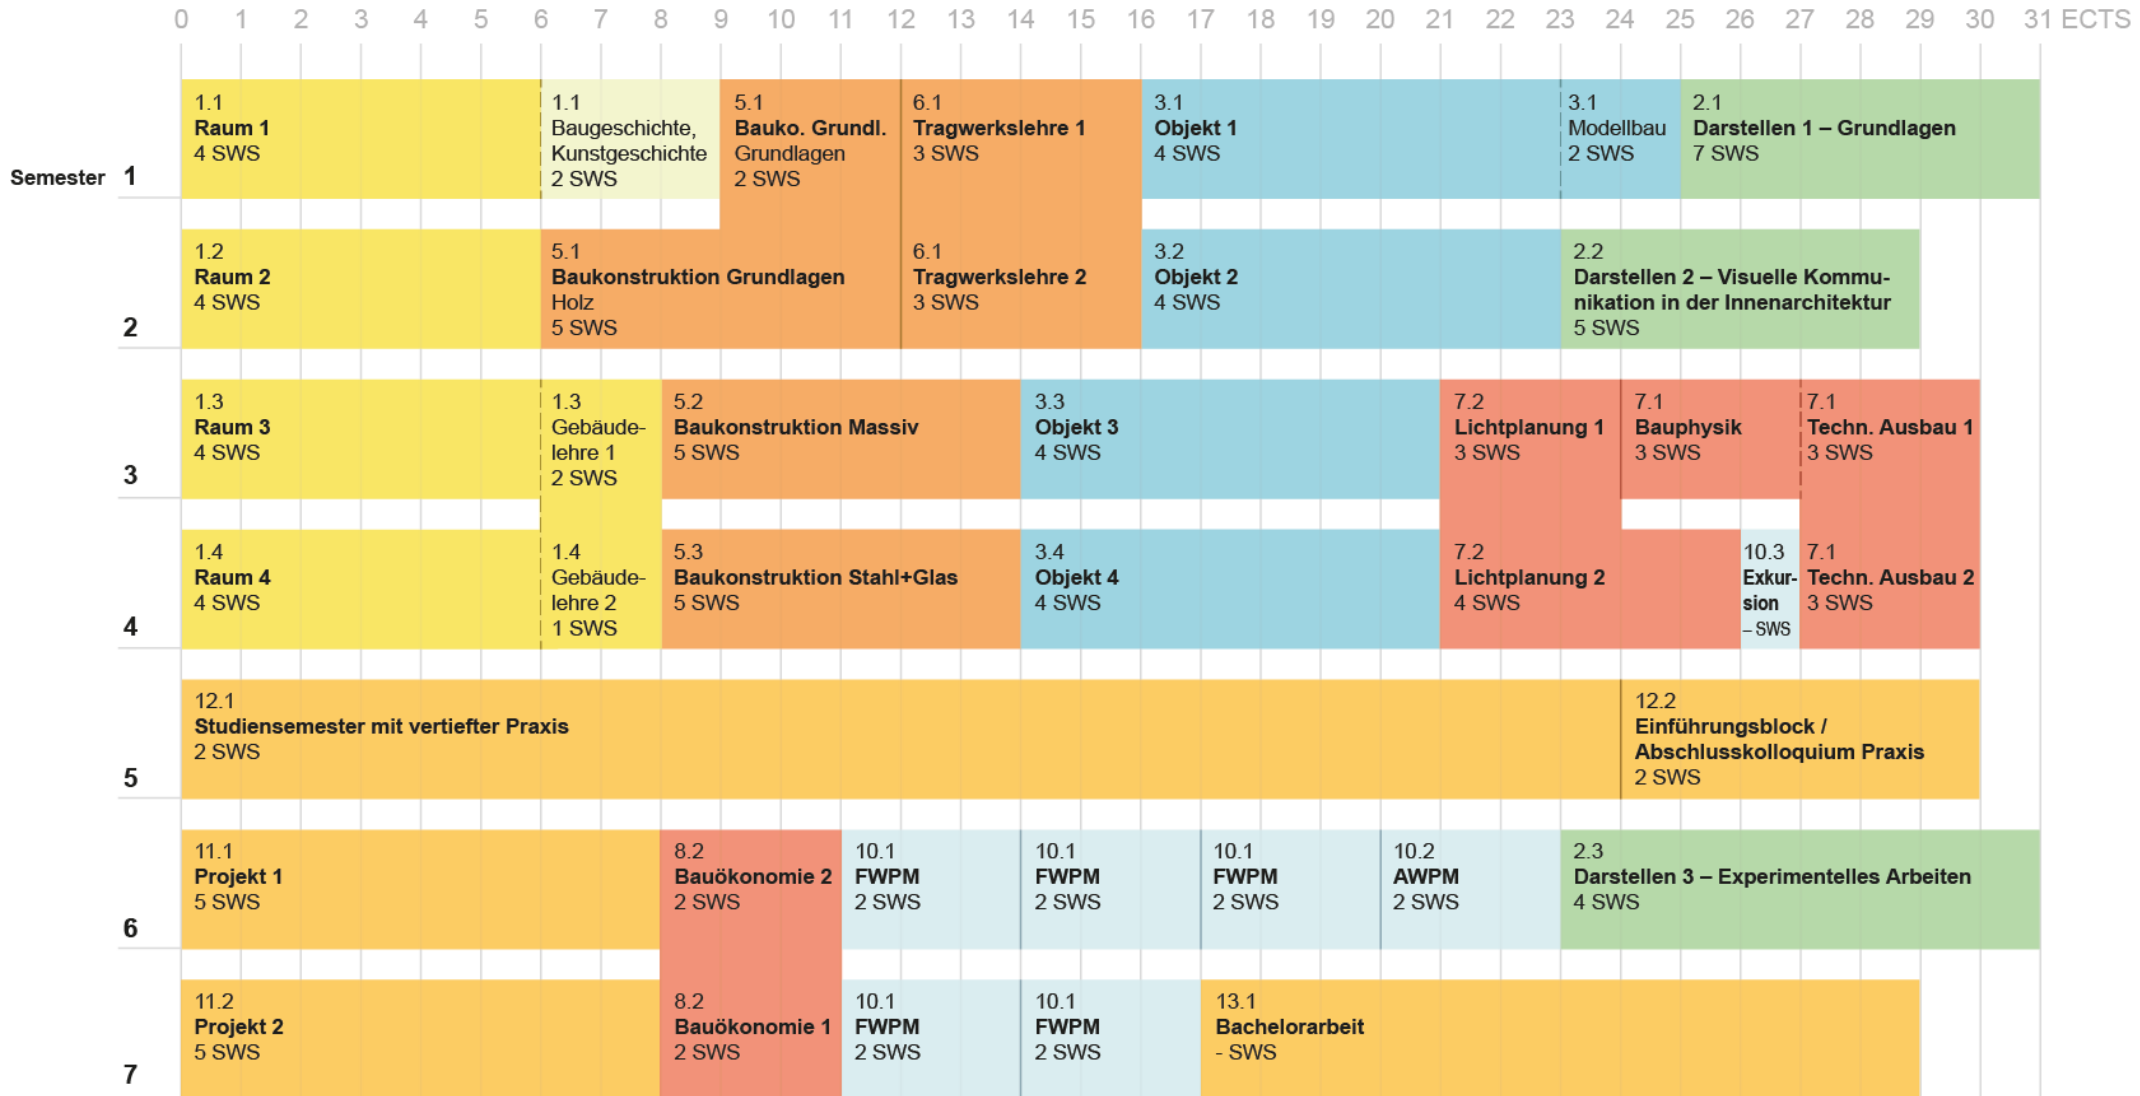 0 1 2 3 4 5 6 7 8 9 10 11 12 13 14 15 16 17 18 19 20 21 22 23 24 25 26 27 28 29 30 31 ECTS
Semester 1
1.1
Raum 1
4 SWS
1.1
Baugeschichte,
Kunstgeschichte
2 SWS
5.1
Bauko. Grundl.
Grundlagen
2 SWS
6.1
Tragwerkslehre 1
3 SWS
3.1
Objekt 1
4 SWS
3.1
Modellbau
2 SWS
2.1
Darstellen 1 – Grundlagen
7 SWS
2
1.2
Raum 2
4 SWS
5.1
Baukonstruktion Grundlagen
Holz
5 SWS
6.1
Tragwerkslehre 2
3 SWS
3.2
Objekt 2
4 SWS
2.2
Darstellen 2 – Visuelle Kommu-
nikation in der Innenarchitektur
5 SWS
3
1.3
Raum 3
4 SWS
1.3
Gebäude-
lehre 1
2 SWS
5.2
Baukonstruktion Massiv
5 SWS
3.3
Objekt 3
4 SWS
7.2
Lichtplanung 1
3 SWS
7.1
Bauphysik
3 SWS
7.1
Techn. Ausbau 1
3 SWS
4
1.4
Raum 4
4 SWS
1.4
Gebäude-
lehre 2
1 SWS
5.3
Baukonstruktion Stahl+Glas
5 SWS
3.4
Objekt 4
4 SWS
7.2
Lichtplanung 2
4 SWS
10.3
Exkur-
sion
– SWS
7.1
Techn. Ausbau 2
3 SWS
5
12.1
Studiensemester mit vertiefter Praxis
2 SWS
12.2
Einführungsblock /
Abschlusskolloquium Praxis
2 SWS
6
11.1
Projekt 1
5 SWS
8.2
Bauökonomie 2
2 SWS
10.1
FWPM
2 SWS
10.1
FWPM
2 SWS
10.1
FWPM
2 SWS
10.2
AWPM
2 SWS
2.3
Darstellen 3 – Experimentelles Arbeiten
4 SWS
7
11.2
Projekt 2
5 SWS
8.2
Bauökonomie 1
2 SWS
10.1
FWPM
2 SWS
10.1
FWPM
2 SWS
13.1
Bachelorarbeit
- SWS